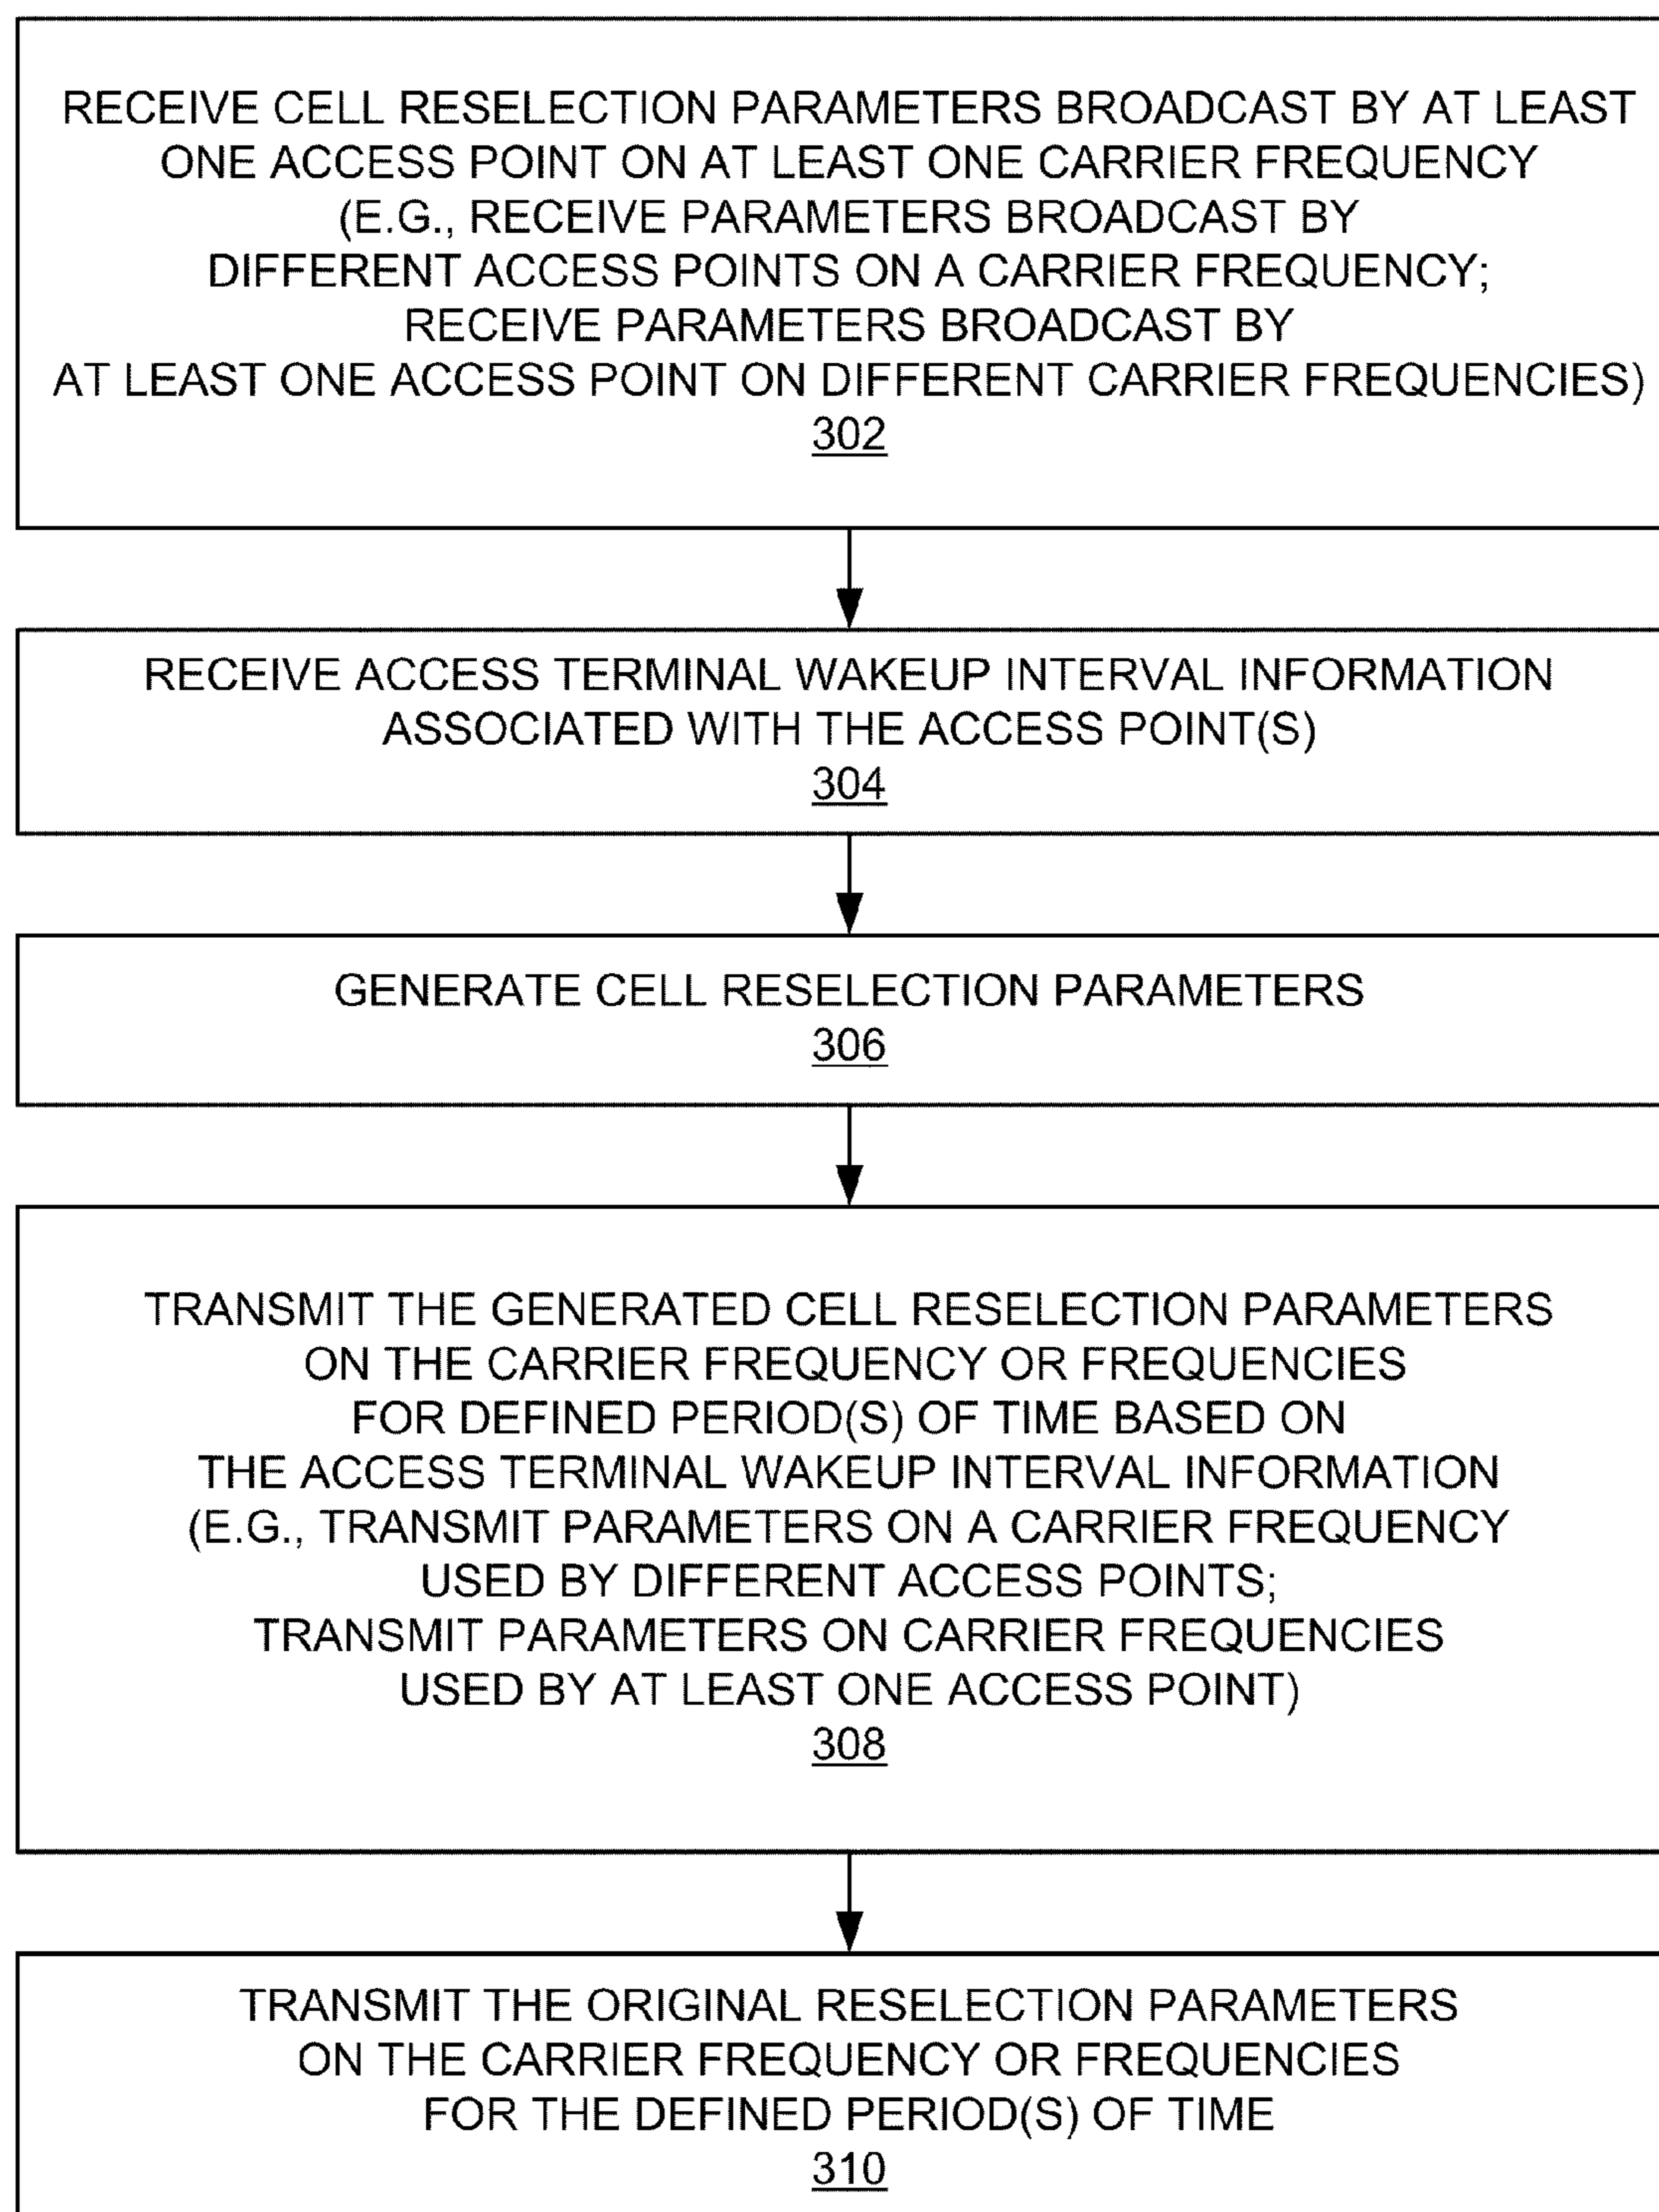 RECEIVE CELL RESELECTION PARAMETERS BROADCAST BY AT LEAST
ONE ACCESS POINT ON AT LEAST ONE CARRIER FREQUENCY
(E.G., RECEIVE PARAMETERS BROADCAST BY
DIFFERENT ACCESS POINTS ON A CARRIER FREQUENCY;
RECEIVE PARAMETERS BROADCAST BY
AT LEAST ONE ACCESS POINT ON DIFFERENT CARRIER FREQUENCIES)
302
RECEIVE ACCESS TERMINAL WAKEUP INTERVAL INFORMATION
ASSOCIATED WITH THE ACCESS POINT(S)
304
GENERATE CELL RESELECTION PARAMETERS
306
TRANSMIT THE GENERATED CELL RESELECTION PARAMETERS
ON THE CARRIER FREQUENCY OR FREQUENCIES
FOR DEFINED PERIOD(S) OF TIME BASED ON
THE ACCESS TERMINAL WAKEUP INTERVAL INFORMATION
(E.G., TRANSMIT PARAMETERS ON A CARRIER FREQUENCY
USED BY DIFFERENT ACCESS POINTS;
TRANSMIT PARAMETERS ON CARRIER FREQUENCIES
USED BY AT LEAST ONE ACCESS POINT)
308
TRANSMIT THE ORIGINAL RESELECTION PARAMETERS
ON THE CARRIER FREQUENCY OR FREQUENCIES
FOR THE DEFINED PERIOD(S) OF TIME
310